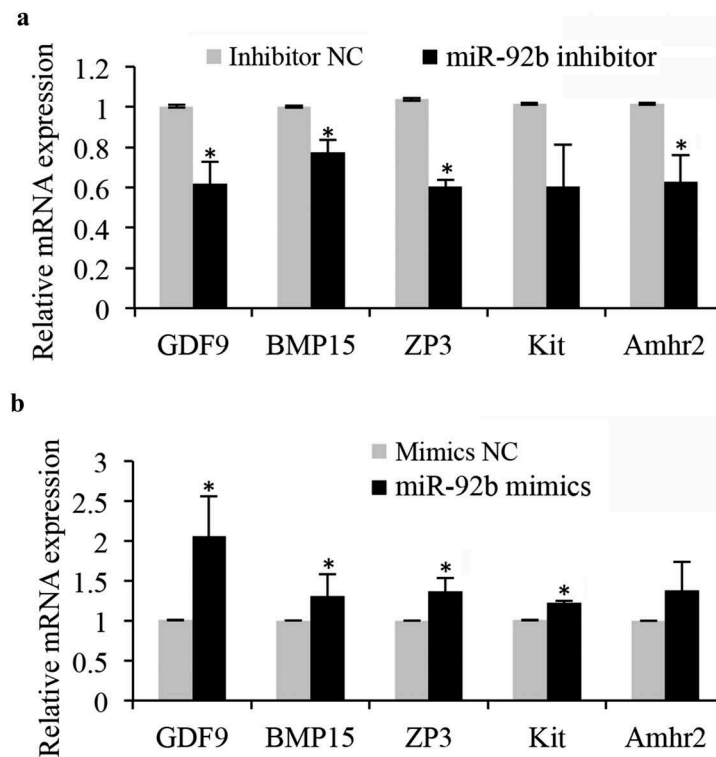 a
Inhibitor NC miR-92b inhibitor
Relative mRNA expression
1.2
1
0.8
0.6
0.4
0.2
0
* * * *
GDF9 BMP15 ZP3 Kit Amhr2
b
Mimics NC
miR-92b mimics
Relative mRNA expression
3
2.5
2
1.5
1
0.5
0
* * * *
GDF9 BMP15 ZP3 Kit Amhr2